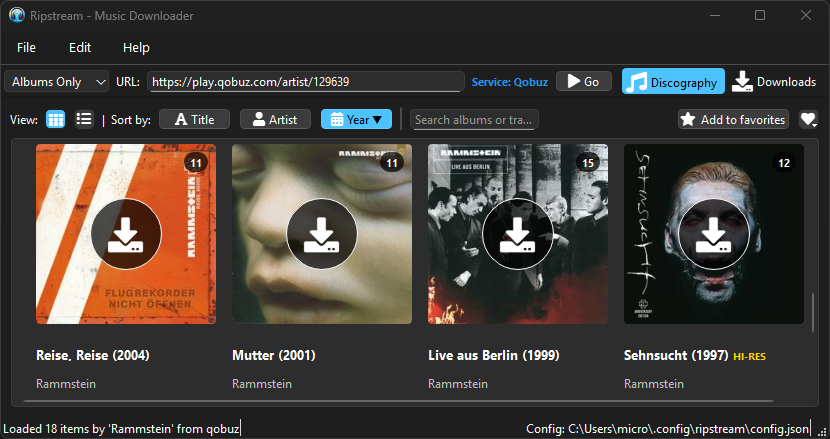 Ripstream - Music Downloader
File Edit Help
Albums Only URL: https://play.qobuz.com/artist/129639 Service: Qobuz Go Discography Downloads
View: | Sort by: Title Artist Year ▼ Search albums or tra... Add to favorites
11 11 15 12
RAMMSTEIN REISE, REISE
RAMMSTEIN
RAMMSTEIN
LIVE AUS BERLIN
SEHNSUCHT
FLUGREKORDER
NICHT ÖFFNEN
ANNIVERSARY
EDITION
Reise, Reise (2004) Mutter (2001) Live aus Berlin (1999) Sehnsucht (1997) HI-RES
Rammstein Rammstein Rammstein Rammstein
Loaded 18 items by 'Rammstein' from qobuz Config: C:\Users\micro\.config\ripstream\config.json